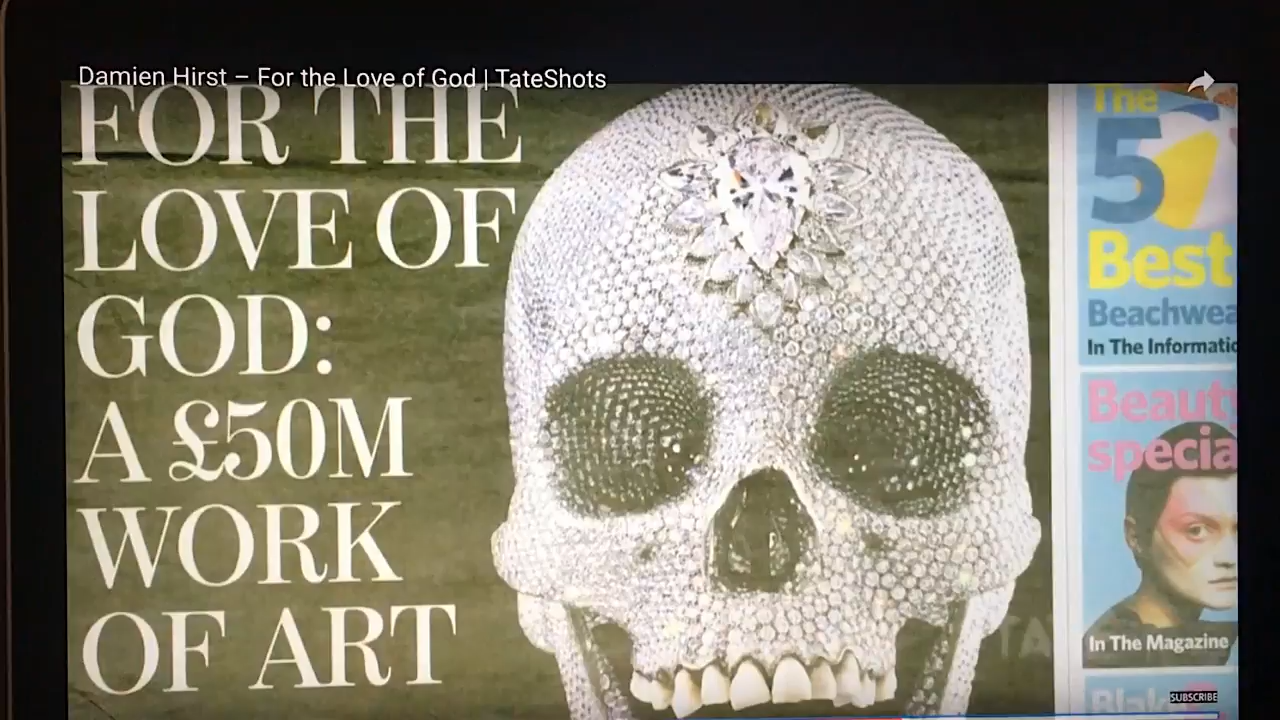 Damien Hirst – For the Love of God | TateShots
FOR THE
LOVE OF
GOD:
A £50M
WORK
OF ART
The
5
Best
Beachwea
In The Informatio
Beauty
specia
In The Magazine
SUBSCRIBE